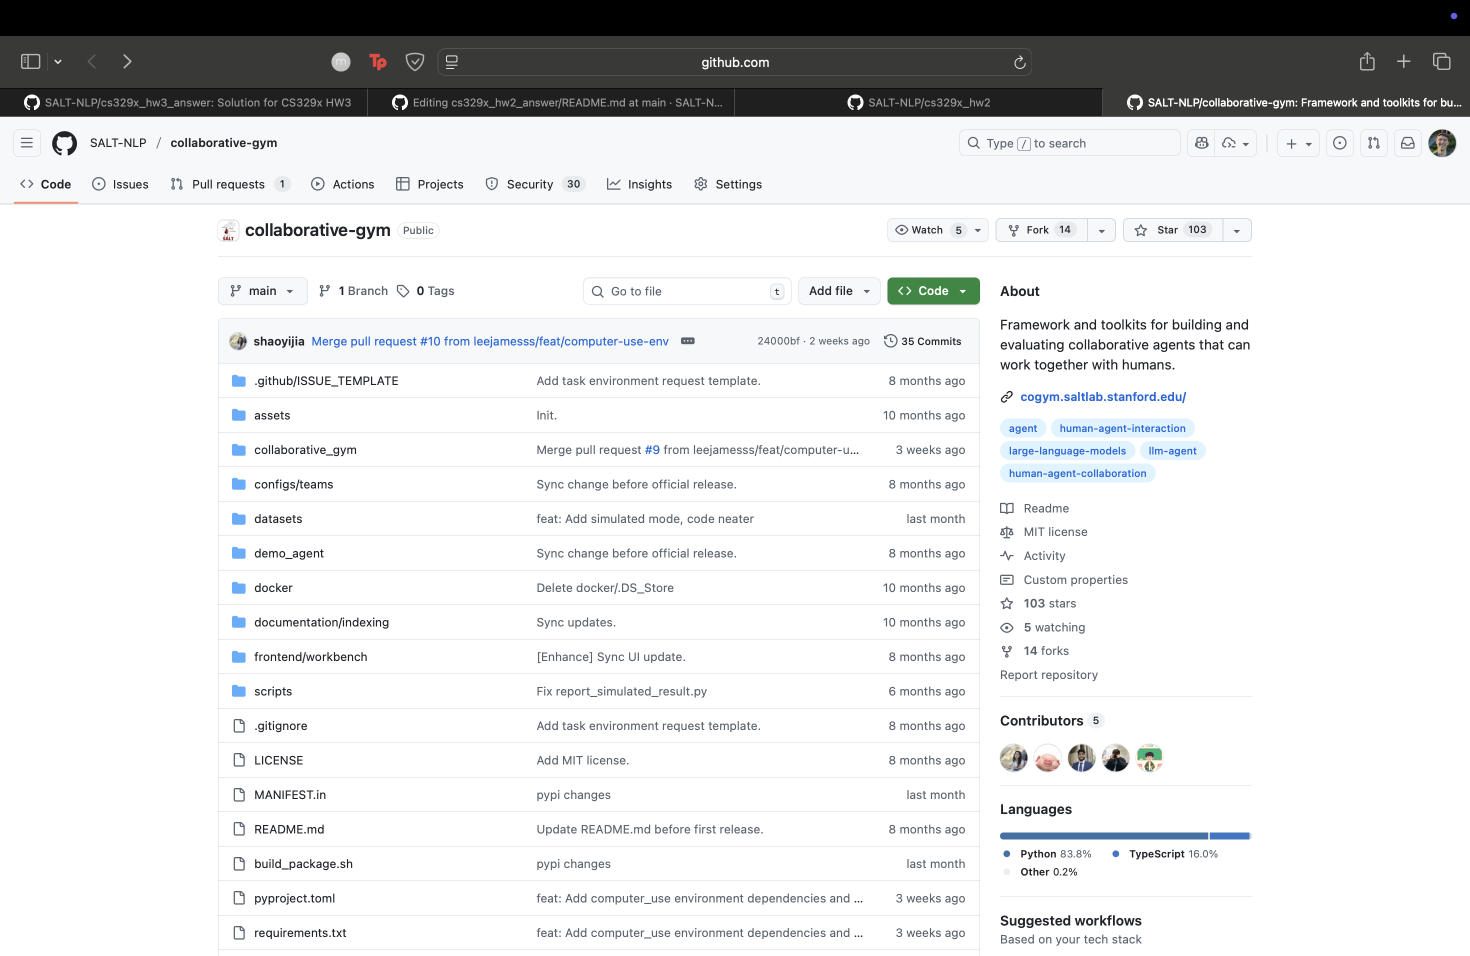 github.com
SALT-NLP/cs329x_hw3_answer: Solution for CS329x HW3
Editing cs329x_hw2_answer/README.md at main · SALT-N...
SALT-NLP/cs329x_hw2
SALT-NLP/collaborative-gym: Framework and toolkits for bu...
SALT-NLP / collaborative-gym
Type / to search
Code
Issues
Pull requests 1
Actions
Projects
Security 30
Insights
Settings
collaborative-gym Public
Watch 5
Fork 14
Star 103
main
1 Branch
0 Tags
Go to file t
Add file
Code
shaoyijia Merge pull request #10 from leejamesss/feat/computer-use-env 24000bf · 2 weeks ago 35 Commits
.github/ISSUE_TEMPLATE Add task environment request template. 8 months ago
assets Init. 10 months ago
collaborative_gym Merge pull request #9 from leejamesss/feat/computer-u... 3 weeks ago
configs/teams Sync change before official release. 8 months ago
datasets feat: Add simulated mode, code neater last month
demo_agent Sync change before official release. 8 months ago
docker Delete docker/.DS_Store 10 months ago
documentation/indexing Sync updates. 10 months ago
frontend/workbench [Enhance] Sync UI update. 8 months ago
scripts Fix report_simulated_result.py 6 months ago
.gitignore Add task environment request template. 8 months ago
LICENSE Add MIT license. 8 months ago
MANIFEST.in pypi changes last month
README.md Update README.md before first release. 8 months ago
build_package.sh pypi changes last month
pyproject.toml feat: Add computer_use environment dependencies and ... 3 weeks ago
requirements.txt feat: Add computer_use environment dependencies and ... 3 weeks ago
About
Framework and toolkits for building and
evaluating collaborative agents that can
work together with humans.
cogym.saltlab.stanford.edu/
agent human-agent-interaction
large-language-models llm-agent
human-agent-collaboration
Readme
MIT license
Activity
Custom properties
103 stars
5 watching
14 forks
Report repository
Contributors 5
Languages
Python 83.8% TypeScript 16.0%
Other 0.2%
Suggested workflows
Based on your tech stack